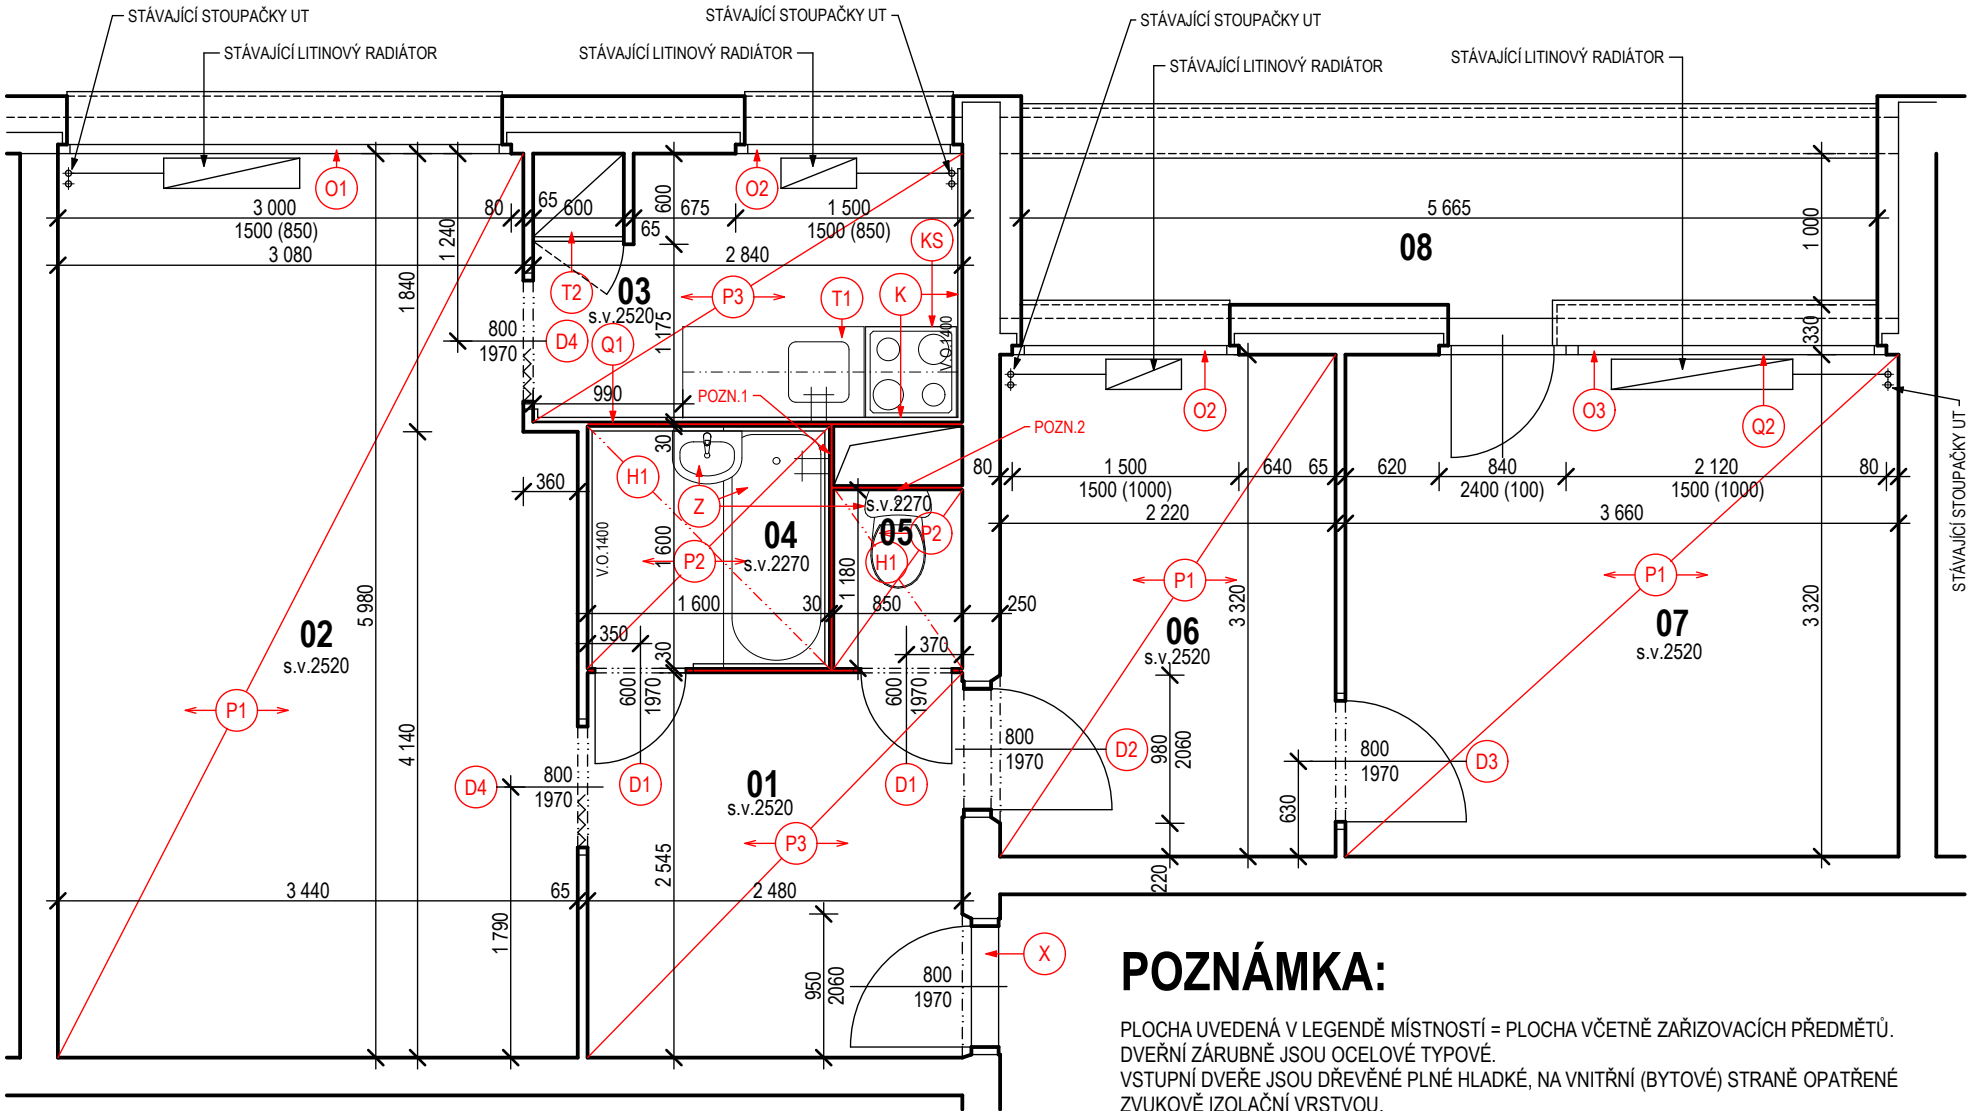 STÁVAJÍCÍ STOUPAČKY UT
STÁVAJÍCÍ STOUPAČKY UT
STÁVAJÍCÍ STOUPAČKY UT
STÁVAJÍCÍ LITINOVÝ RADIÁTOR
STÁVAJÍCÍ LITINOVÝ RADIÁTOR
STÁVAJÍCÍ LITINOVÝ RADIÁTOR
STÁVAJÍCÍ LITINOVÝ RADIÁTOR
O1
O2
3 000
1500 (850)
80
65
600
65
600
675
1 500
1500 (850)
5 665
1 000
3 080
1 240
1 840
2 840
KS
08
T2
03
s.v.2520
P3
T1
K
800
1970
D4
Q1
1 175
V.O.1400
330
990
POZN.1
O2
O3
Q2
STÁVAJÍCÍ STOUPAČKY UT
POZN.2
30
H1
360
Z
s.v.2270
05
P2
H1
80
1 500
1500 (1000)
640
65
620
840
2400 (100)
2 120
1500 (1000)
80
2 220
3 660
V.O.1400
1 600
P2
04
s.v.2270
1 180
P1
P1
5 980
1 600
30
850
250
3 320
3 320
02
s.v.2520
350
30
370
06
s.v.2520
07
s.v.2520
P1
600
1970
600
1970
4 140
800
1970
D2
980
2060
800
1970
D3
D4
800
1970
D1
01
s.v.2520
D1
630
P3
2 545
220
3 440
65
2 480
1 790
950
2060
800
1970
X
POZNÁMKA:
PLOCHA UVEDENÁ V LEGENDĚ MÍSTNOSTÍ = PLOCHA VČETNĚ ZAŘIZOVACÍCH PŘEDMĚTŮ.
DVEŘNÍ ZÁRUBNĚ JSOU OCELOVÉ TYPOVÉ.
VSTUPNÍ DVEŘE JSOU DŘEVĚNÉ PLNÉ HLADKÉ, NA VNITŘNÍ (BYTOVÉ) STRANĚ OPATŘENÉ
ZVUKOVĚ IZOLAČNÍ VRSTVOU.